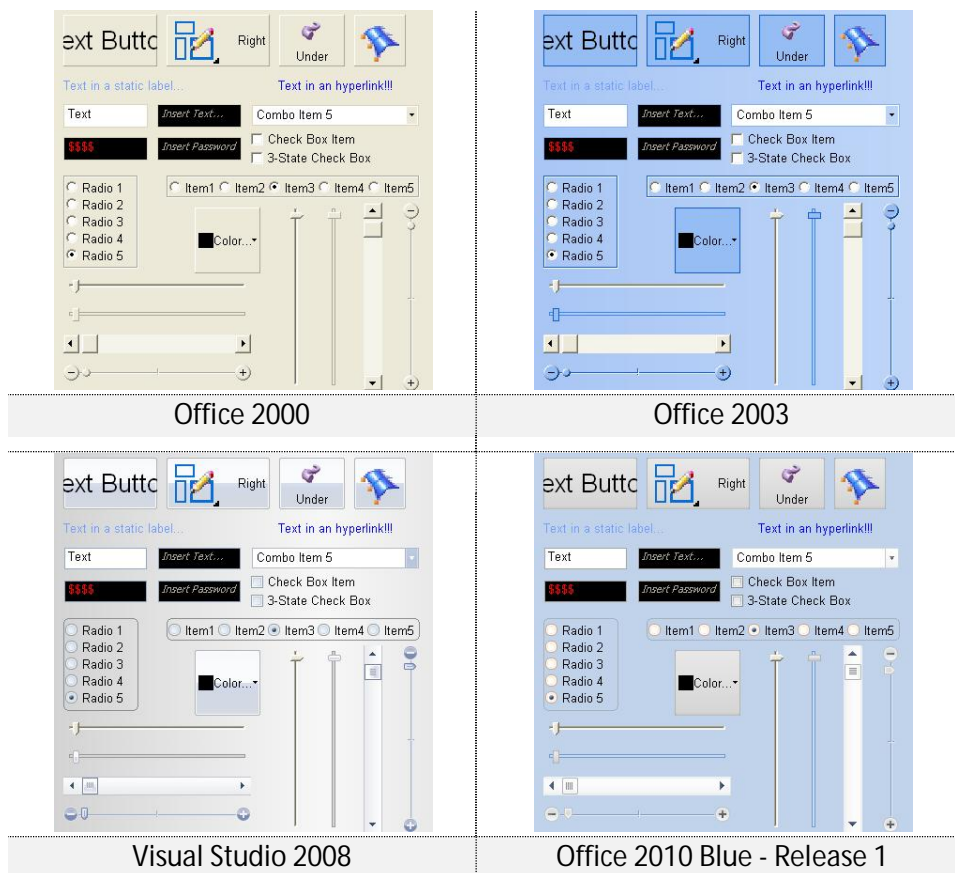 ext Butto Right Under
Text in a static label... Text in an hyperlink!!!
Text Insert Text... Combo Item 5
$$$$ Insert Password Check Box Item
3-State Check Box
Radio 1 Item1 Item2 Item3 Item4 Item5
Radio 2
Radio 3
Radio 4 Color...
Radio 5
Office 2000
ext Butto Right Under
Text in a static label... Text in an hyperlink!!!
Text Insert Text... Combo Item 5
$$$$ Insert Password Check Box Item
3-State Check Box
Radio 1 Item1 Item2 Item3 Item4 Item5
Radio 2
Radio 3
Radio 4 Color...
Radio 5
Office 2003
ext Butto Right Under
Text in a static label... Text in an hyperlink!!!
Text Insert Text... Combo Item 5
$$$$ Insert Password Check Box Item
3-State Check Box
Radio 1 Item1 Item2 Item3 Item4 Item5
Radio 2
Radio 3
Radio 4 Color...
Radio 5
Visual Studio 2008
ext Butto Right Under
Text in a static label... Text in an hyperlink!!!
Text Insert Text... Combo Item 5
$$$$ Insert Password Check Box Item
3-State Check Box
Radio 1 Item1 Item2 Item3 Item4 Item5
Radio 2
Radio 3
Radio 4 Color...
Radio 5
Office 2010 Blue - Release 1